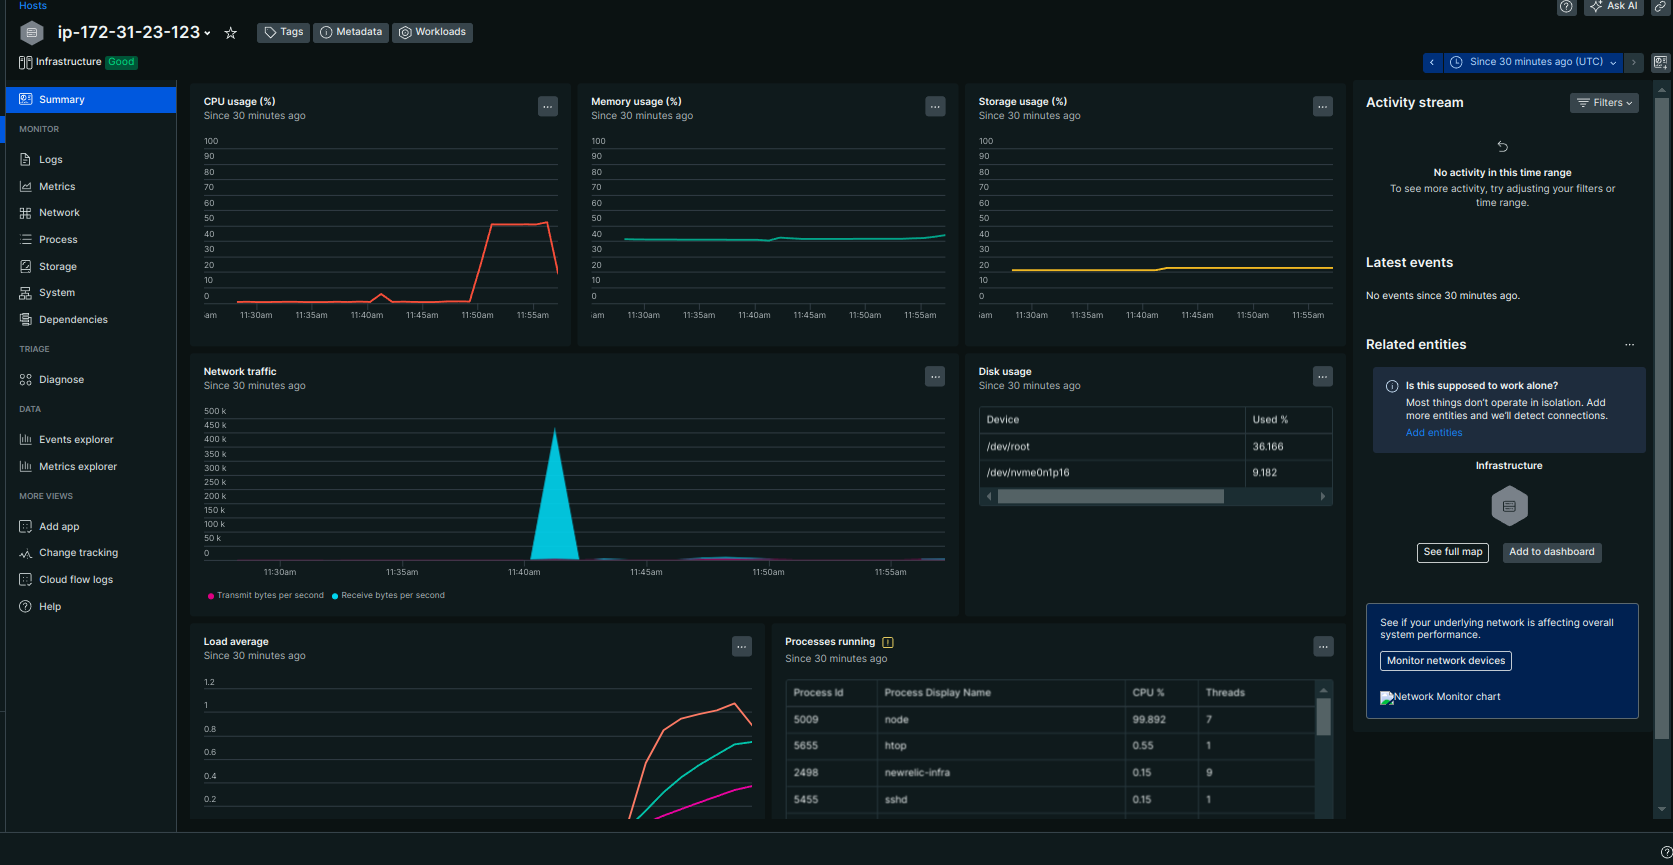 Hosts
ip-172-31-23-123
Tags
Metadata
Workloads
Ask AI
Infrastructure Good
Since 30 minutes ago (UTC)
Summary
MONITOR
Logs
Metrics
Network
Process
Storage
System
Dependencies
TRIAGE
Diagnose
DATA
Events explorer
Metrics explorer
MORE VIEWS
Add app
Change tracking
Cloud flow logs
Help
CPU usage (%)
Since 30 minutes ago
100
90
80
70
60
50
40
30
20
10
0
am 11:30am 11:35am 11:40am 11:45am 11:50am 11:55am
Memory usage (%)
Since 30 minutes ago
100
90
80
70
60
50
40
30
20
10
0
am 11:30am 11:35am 11:40am 11:45am 11:50am 11:55am
Storage usage (%)
Since 30 minutes ago
100
90
80
70
60
50
40
30
20
10
0
am 11:30am 11:35am 11:40am 11:45am 11:50am 11:55am
Network traffic
Since 30 minutes ago
500 k
450 k
400 k
350 k
300 k
250 k
200 k
150 k
100 k
50 k
0
11:30am 11:35am 11:40am 11:45am 11:50am 11:55am
Transmit bytes per second Receive bytes per second
Disk usage
Since 30 minutes ago
Device Used %
/dev/root 36.166
/dev/nvme0n1p16 9.182
Load average
Since 30 minutes ago
1.2
1
0.8
0.6
0.4
0.2
Processes running
Since 30 minutes ago
Process Id Process Display Name CPU % Threads
5009 node 99.892 7
5655 htop 0.55 1
2498 newrelic-infra 0.15 9
5455 sshd 0.15 1
Activity stream
Filters
No activity in this time range
To see more activity, try adjusting your filters or
time range.
Latest events
No events since 30 minutes ago.
Related entities
Is this supposed to work alone?
Most things don't operate in isolation. Add
more entities and we'll detect connections.
Add entities
Infrastructure
See full map
Add to dashboard
See if your underlying network is affecting overall
system performance.
Monitor network devices
Network Monitor chart